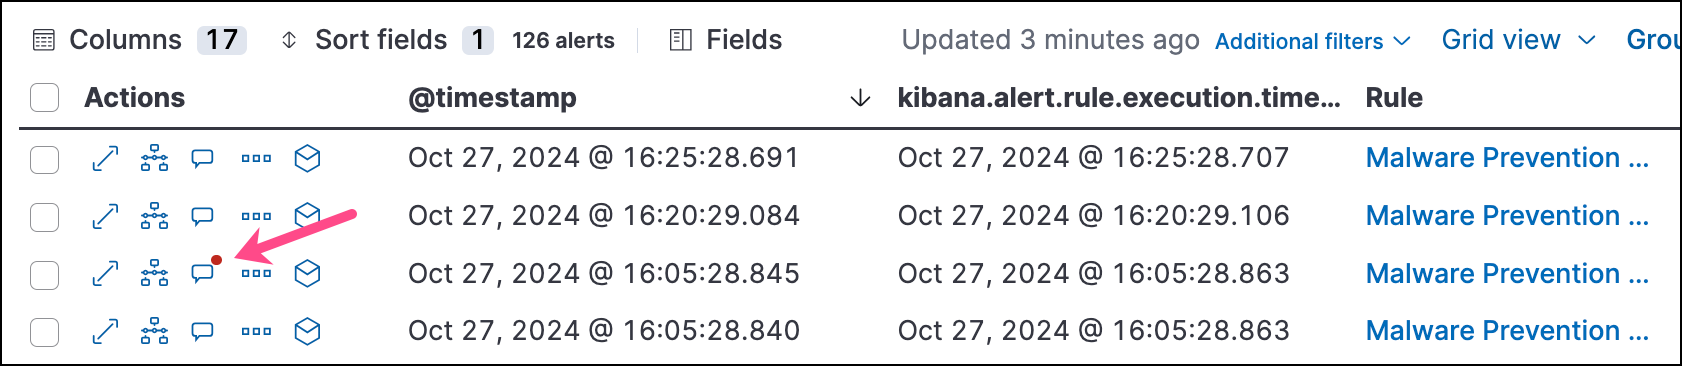 Columns 17 Sort fields 1 126 alerts Fields Updated 3 minutes ago Additional filters Grid view Grou
Actions @timestamp kibana.alert.rule.execution.time... Rule
Oct 27, 2024 @ 16:25:28.691 Oct 27, 2024 @ 16:25:28.707 Malware Prevention ...
Oct 27, 2024 @ 16:20:29.084 Oct 27, 2024 @ 16:20:29.106 Malware Prevention ...
Oct 27, 2024 @ 16:05:28.845 Oct 27, 2024 @ 16:05:28.863 Malware Prevention ...
Oct 27, 2024 @ 16:05:28.840 Oct 27, 2024 @ 16:05:28.863 Malware Prevention ...